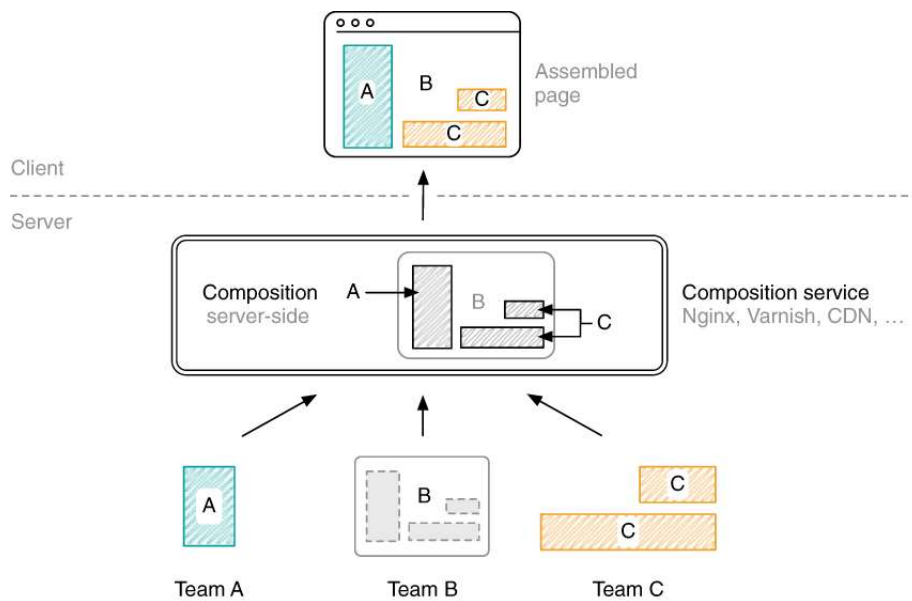 A
B
C
C
Assembled
page
Client
Server
Composition
server-side
A
B
C
Composition service
Nginx, Varnish, CDN, …
A
B
C
C
Team A
Team B
Team C